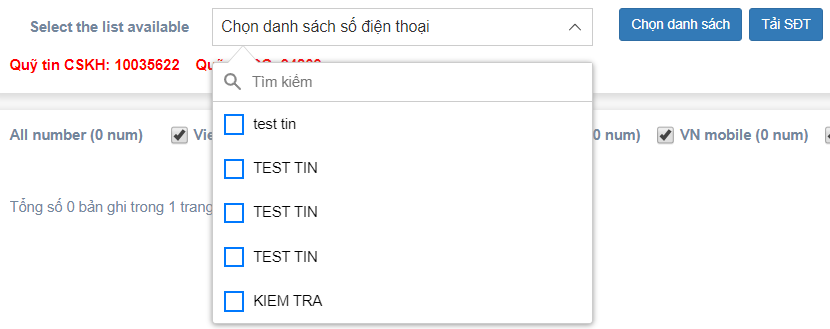 Select the list available Chọn danh sách số điện thoại Chọn danh sách Tải SĐT
Quỹ tin CSKH: 10035622
Tìm kiếm
test tin
All number (0 num) num) VN mobile (0 num)
TEST TIN
Tổng số 0 bản ghi trong 1 trang
TEST TIN
TEST TIN
KIEM TRA